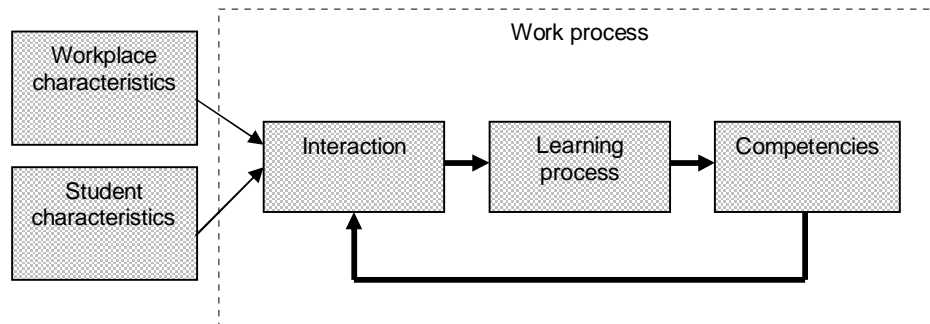 Work process
Workplace
characteristics
Student
characteristics
Interaction
Learning
process
Competencies